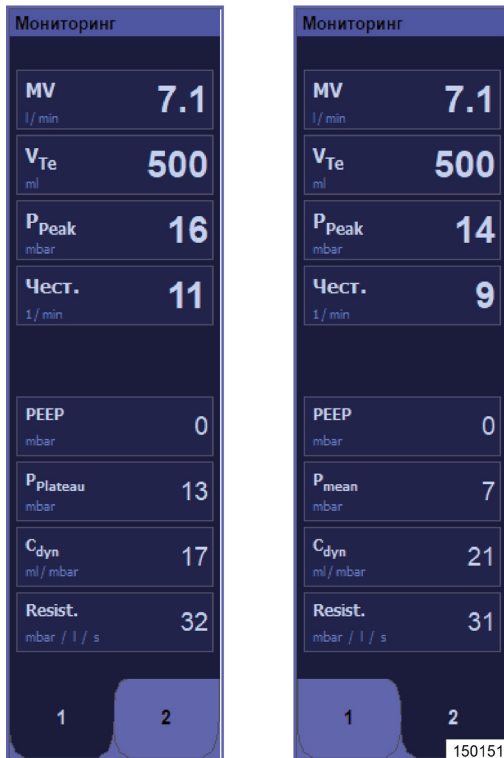 Мониторинг
MV
l / min
7.1
VTe
ml
500
PPeak
mbar
16
Чест.
1 / min
11
PEEP
mbar
0
PPlateau
mbar
13
Cdyn
ml / mbar
17
Resist.
mbar / l / s
32
1
2
Мониторинг
MV
l / min
7.1
VTe
ml
500
PPeak
mbar
14
Чест.
1 / min
9
PEEP
mbar
0
Pmean
mbar
7
Cdyn
ml / mbar
21
Resist.
mbar / l / s
31
1
2
150151